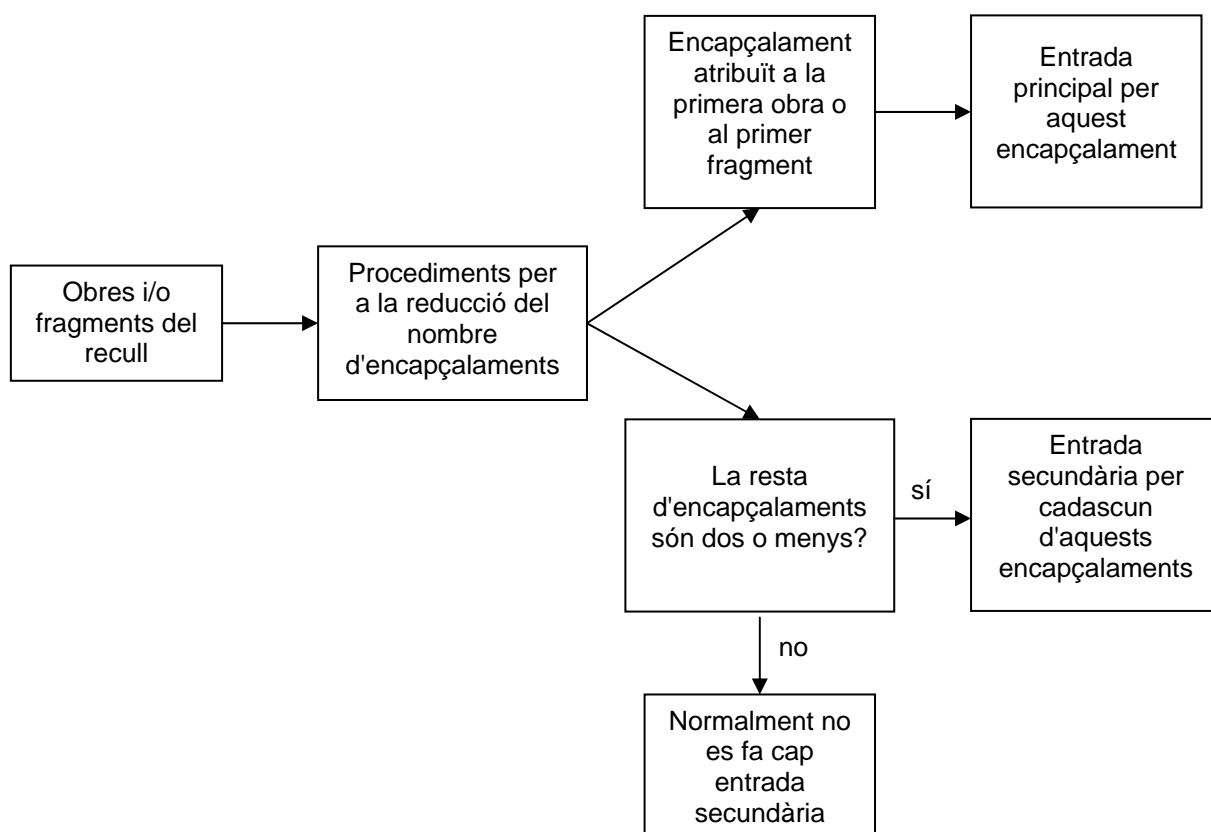 Encapçalament
atribuït a la
primera obra o
al primer
fragment
Entrada
principal per
aquest
encapçalament
Obres i/o
fragments del
recull
Procediments per
a la reducció del
nombre
d'encapçalaments
La resta
d'encapçalaments
són dos o menys?
sí
Entrada
secundària per
cadascun
d'aquests
encapçalaments
no
Normalment no
es fa cap
entrada
secundària